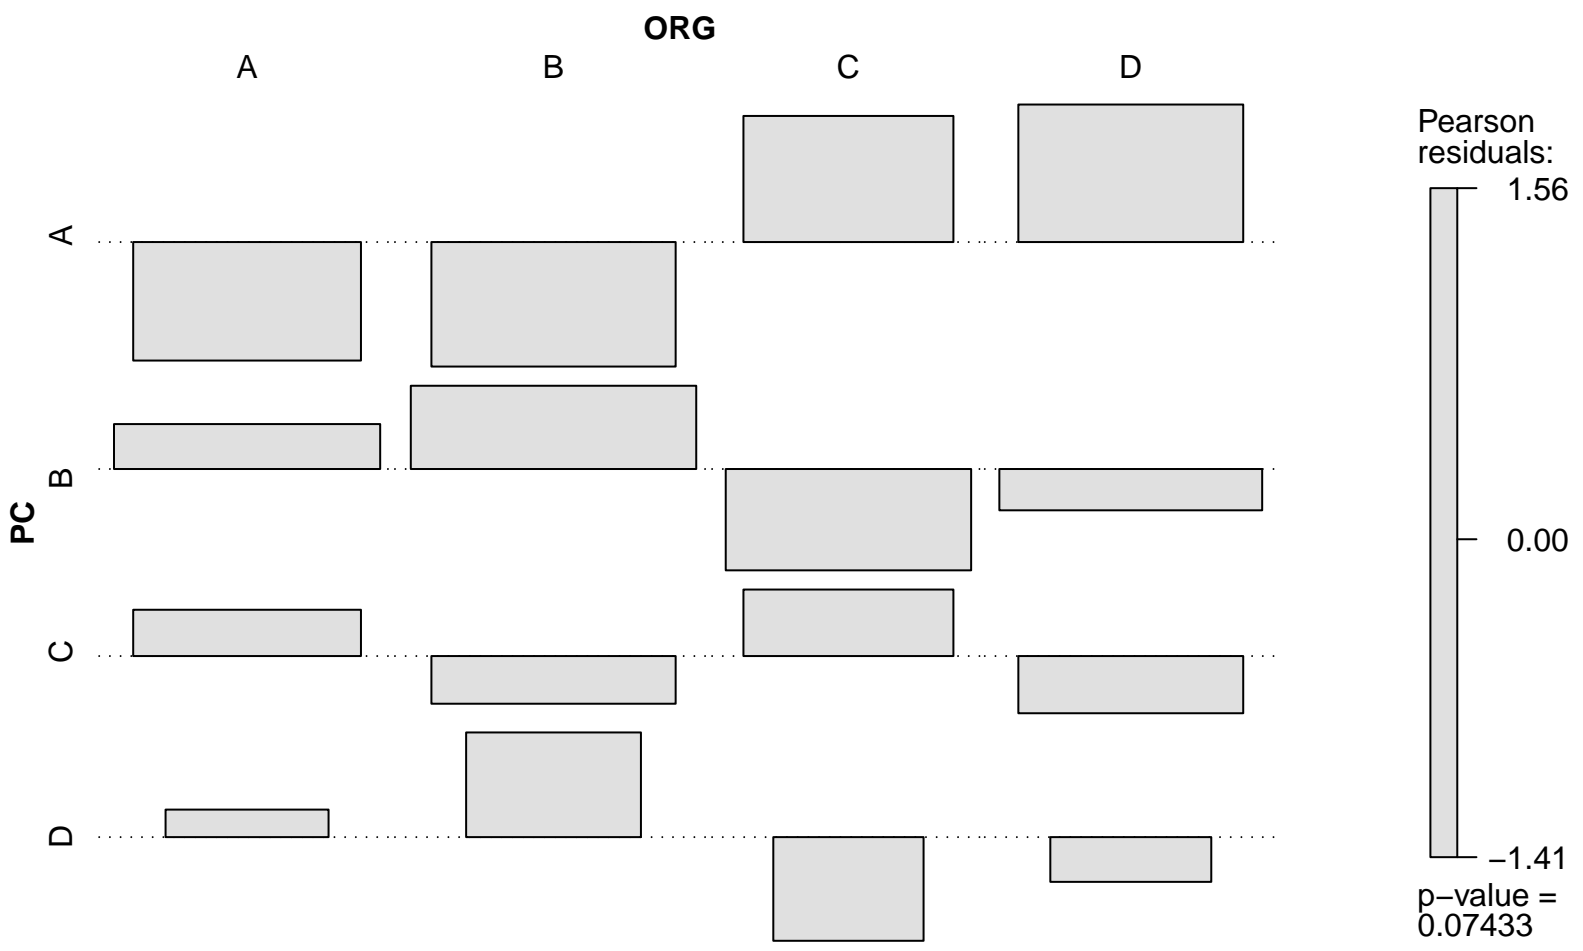 ORG
A B C D
Pearson
residuals:
1.56
0.00
−1.41
p−value =
0.07433
PC
A
B
C
D